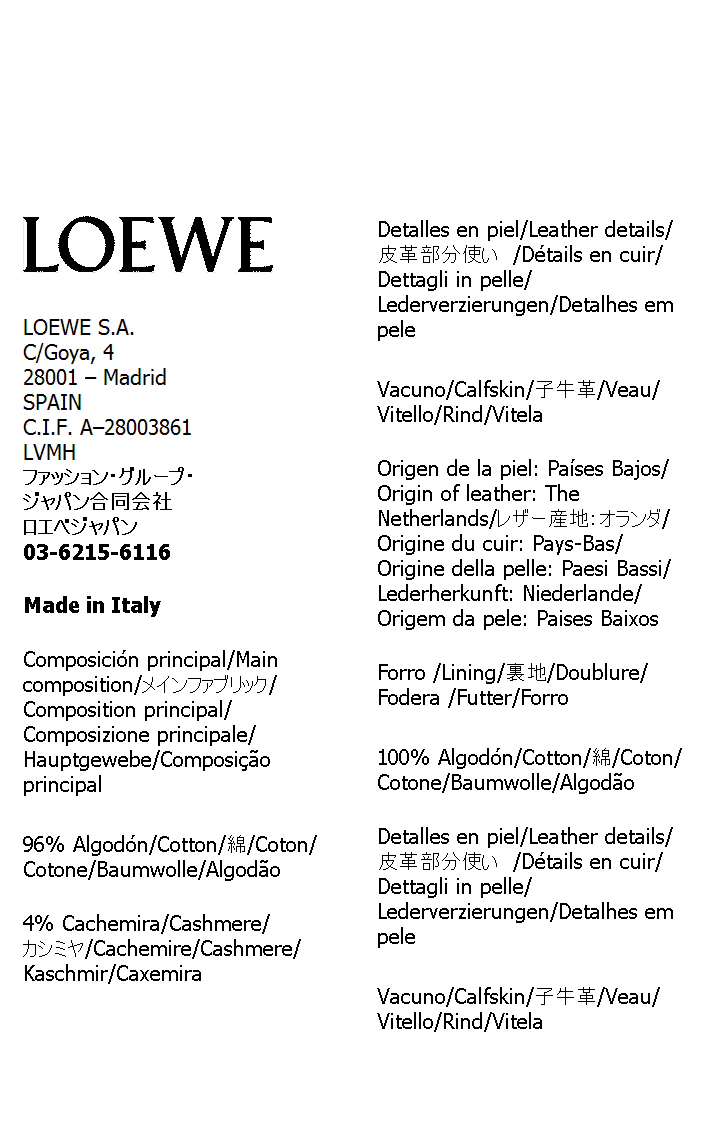 LOEWE
LOEWE S.A.
C/Goya, 4
28001 – Madrid
SPAIN
C.I.F. A–28003861
LVMH
ファッション・グループ・
ジャパン合同会社
ロエベジャパン
03-6215-6116
Made in Italy
Composición principal/Main
composition/メインファブリック/
Composition principal/
Composizione principale/
Hauptgewebe/Composição
principal
96% Algodón/Cotton/綿/Coton/
Cotone/Baumwolle/Algodão
4% Cachemira/Cashmere/
カシミヤ/Cachemire/Cashmere/
Kaschmir/Caxemira
Detalles en piel/Leather details/
皮革部分使い /Détails en cuir/
Dettagli in pelle/
Lederverzierungen/Detalhes em
pele
Vacuno/Calfskin/子牛革/Veau/
Vitello/Rind/Vitela
Origen de la piel: Países Bajos/
Origin of leather: The
Netherlands/レザー産地:オランダ/
Origine du cuir: Pays-Bas/
Origine della pelle: Paesi Bassi/
Lederherkunft: Niederlande/
Origem da pele: Paises Baixos
Forro /Lining/裏地/Doublure/
Fodera /Futter/Forro
100% Algodón/Cotton/綿/Coton/
Cotone/Baumwolle/Algodão
Detalles en piel/Leather details/
皮革部分使い /Détails en cuir/
Dettagli in pelle/
Lederverzierungen/Detalhes em
pele
Vacuno/Calfskin/子牛革/Veau/
Vitello/Rind/Vitela